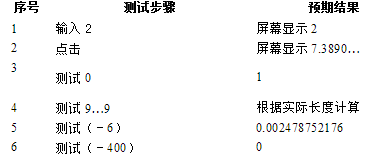 序号 测试步骤 预期结果
1 输入 2 屏幕显示 2
2 点击 屏幕显示 7.3890…
3 测试 0 1
4 测试 9…9 根据实际长度计算
5 测试（－6） 0.002478752176
6 测试（－400） 0